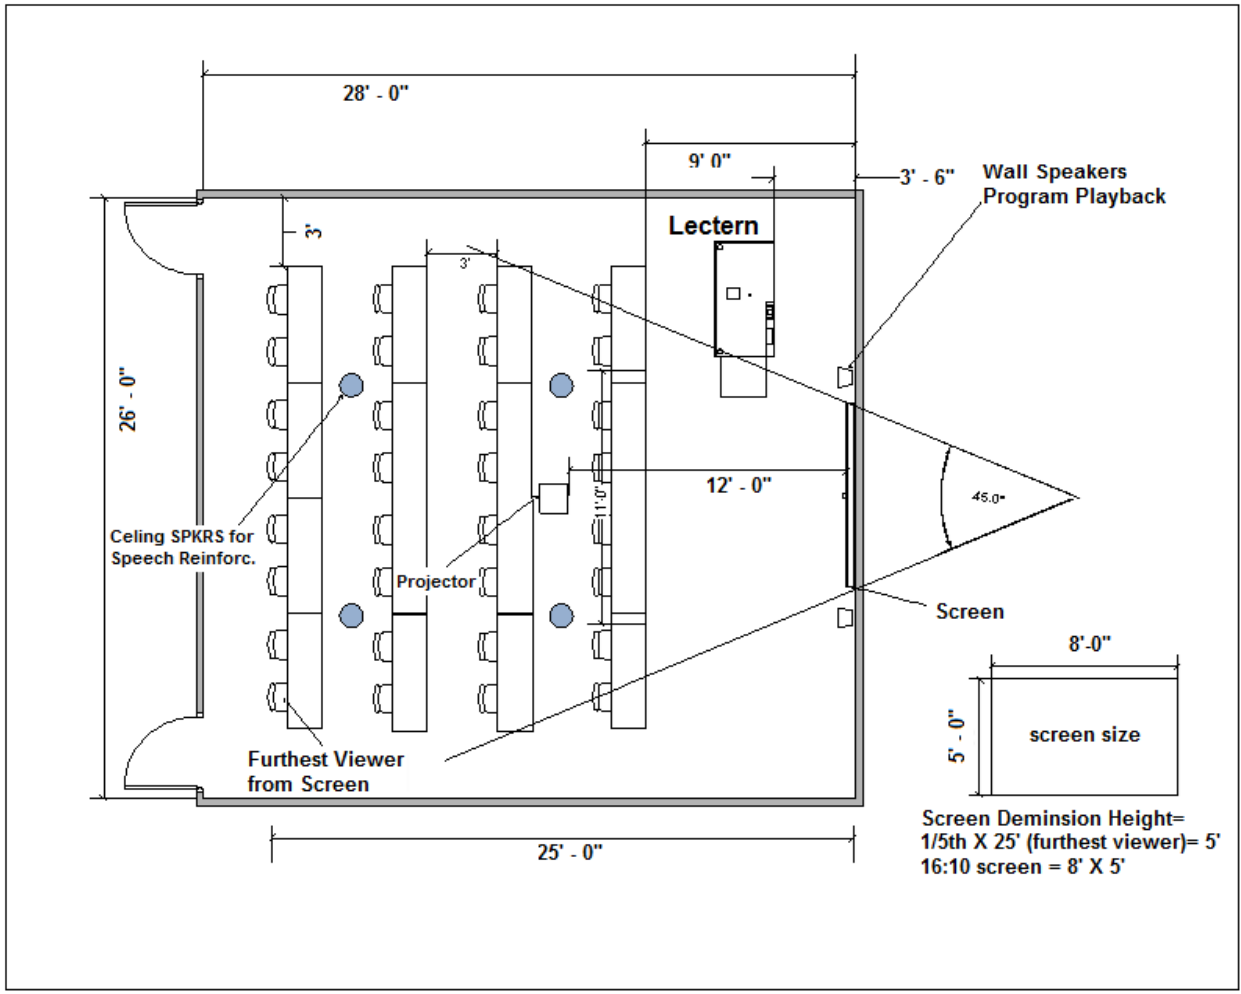 28' - 0"
9' 0"
3' - 6"
Wall Speakers
Program Playback
Lectern
3'
3'
26' - 0"
12' - 0"
11'-0"
45.0°
Celing SPKRS for
Speech Reinforc.
Projector
Screen
8'-0"
5' - 0"
screen size
Furthest Viewer
from Screen
Screen Deminsion Height=
1/5th X 25' (furthest viewer)= 5'
16:10 screen = 8' X 5'
25' - 0"